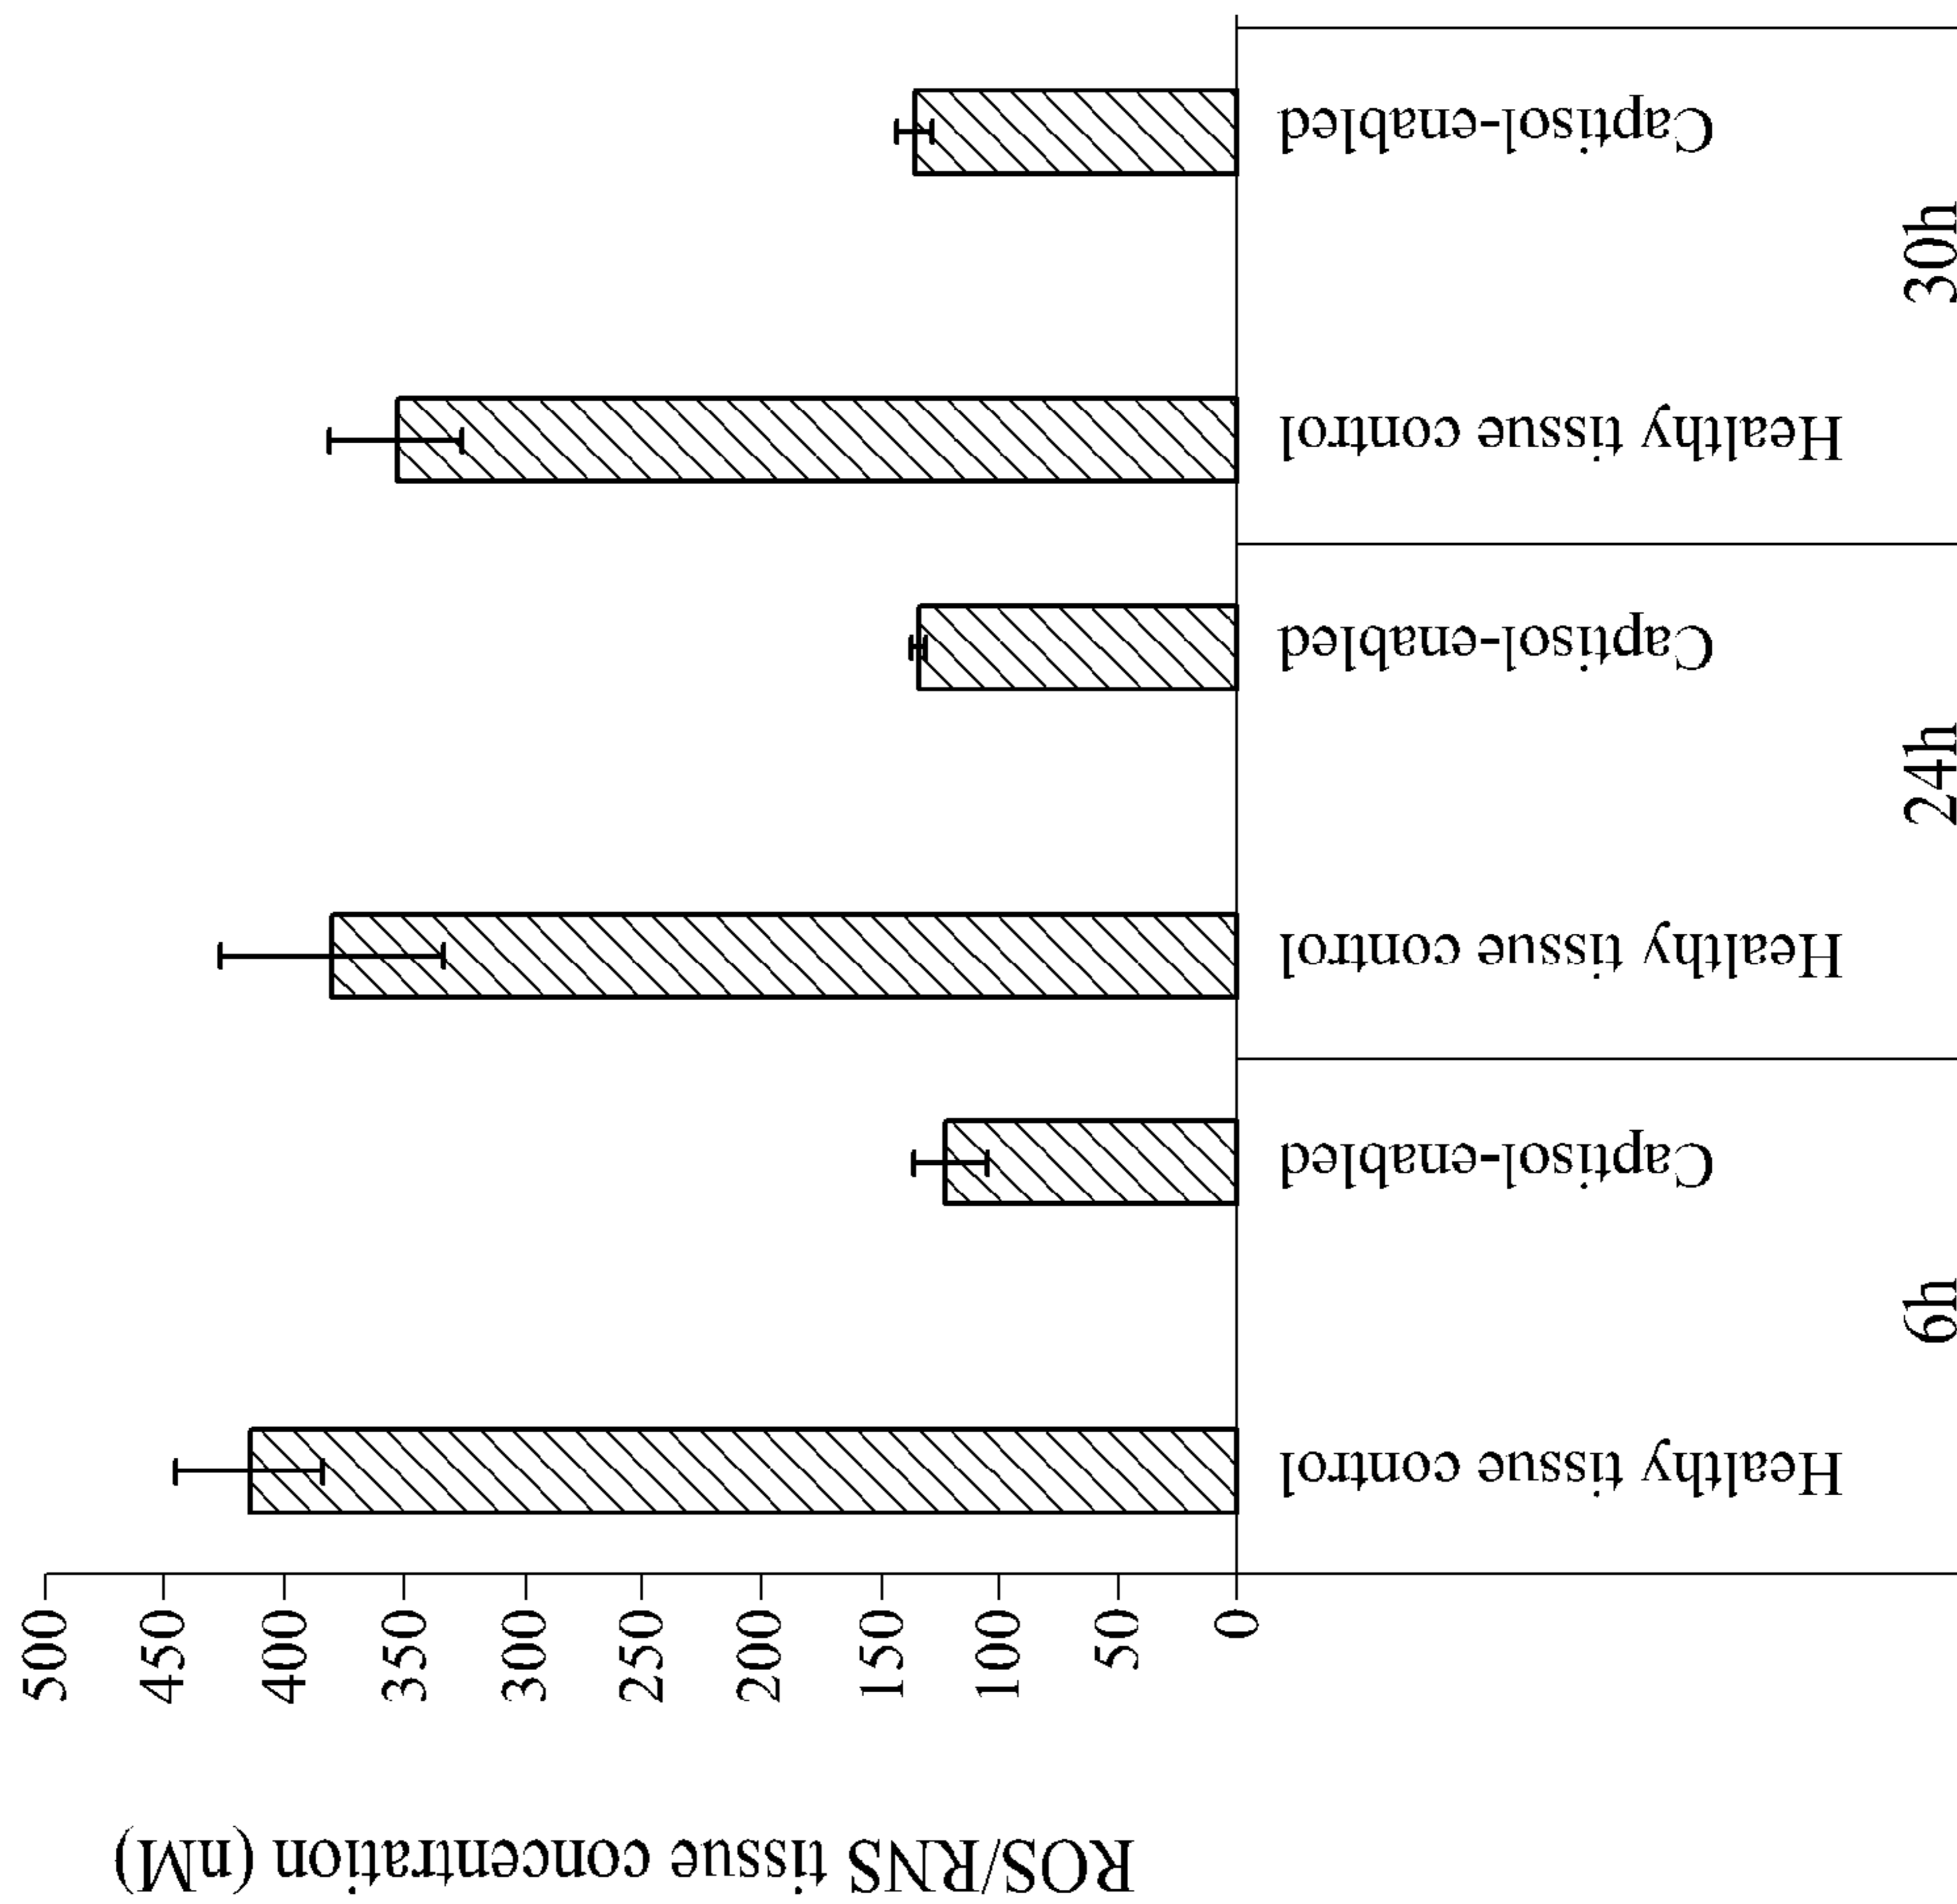 ROS/RNS tissue concentration (nM)
500
450
400
350
300
250
200
150
100
50
0
Healthy tissue control
Captisol-enabled
Healthy tissue control
Captisol-enabled
Healthy tissue control
Captisol-enabled
6h
24h
30h